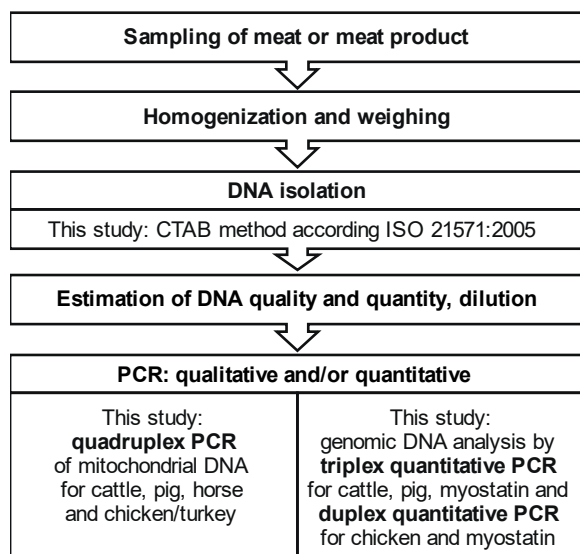 Sampling of meat or meat product
Homogenization and weighing
DNA isolation
This study: CTAB method according ISO 21571:2005
Estimation of DNA quality and quantity, dilution
PCR: qualitative and/or quantitative
This study:
quadruplex PCR
of mitochondrial DNA
for cattle, pig, horse
and chicken/turkey
This study:
genomic DNA analysis by
triplex quantitative PCR
for cattle, pig, myostatin and
duplex quantitative PCR
for chicken and myostatin